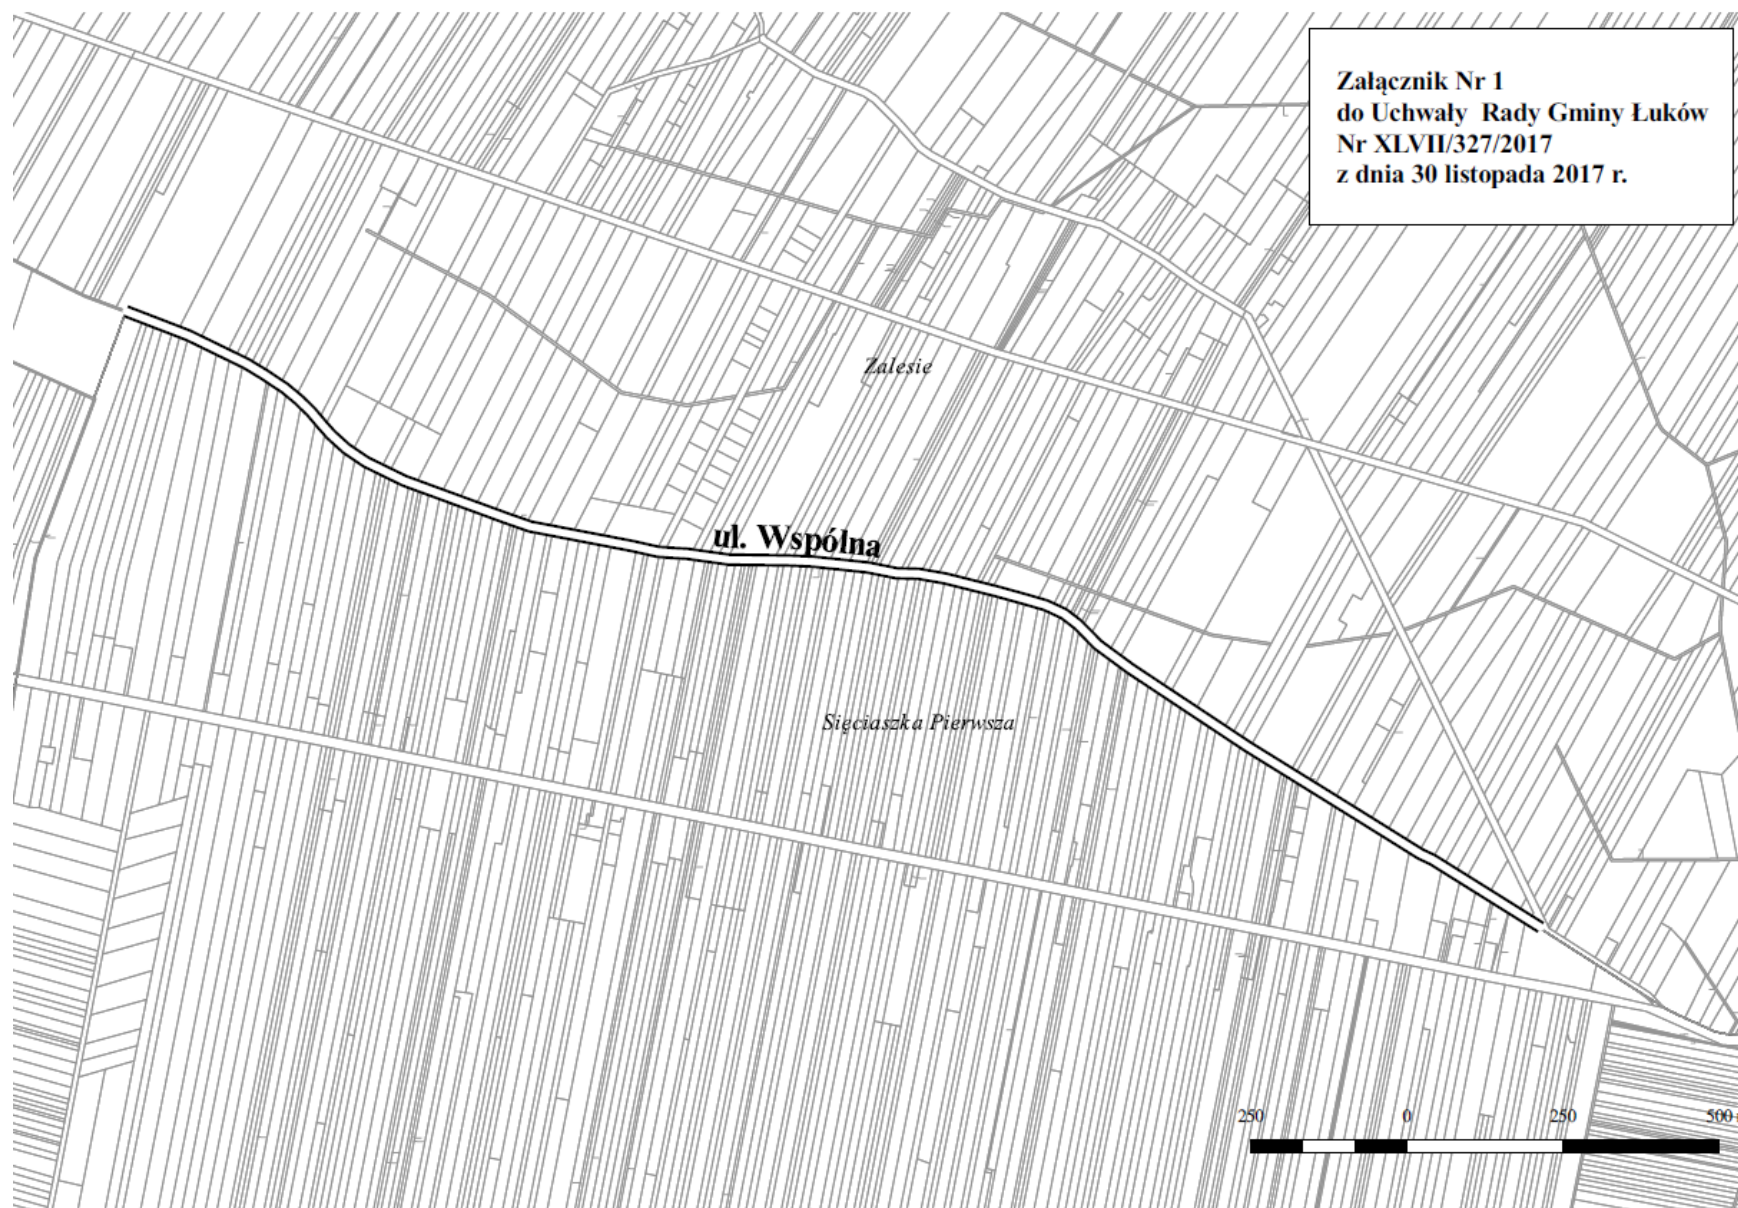 Załącznik Nr 1
do Uchwały Rady Gminy Łuków
Nr XLVII/327/2017
z dnia 30 listopada 2017 r.
Zalesie
ul. Wspólna
Sięciaszka Pierwsza
250 0 250 500